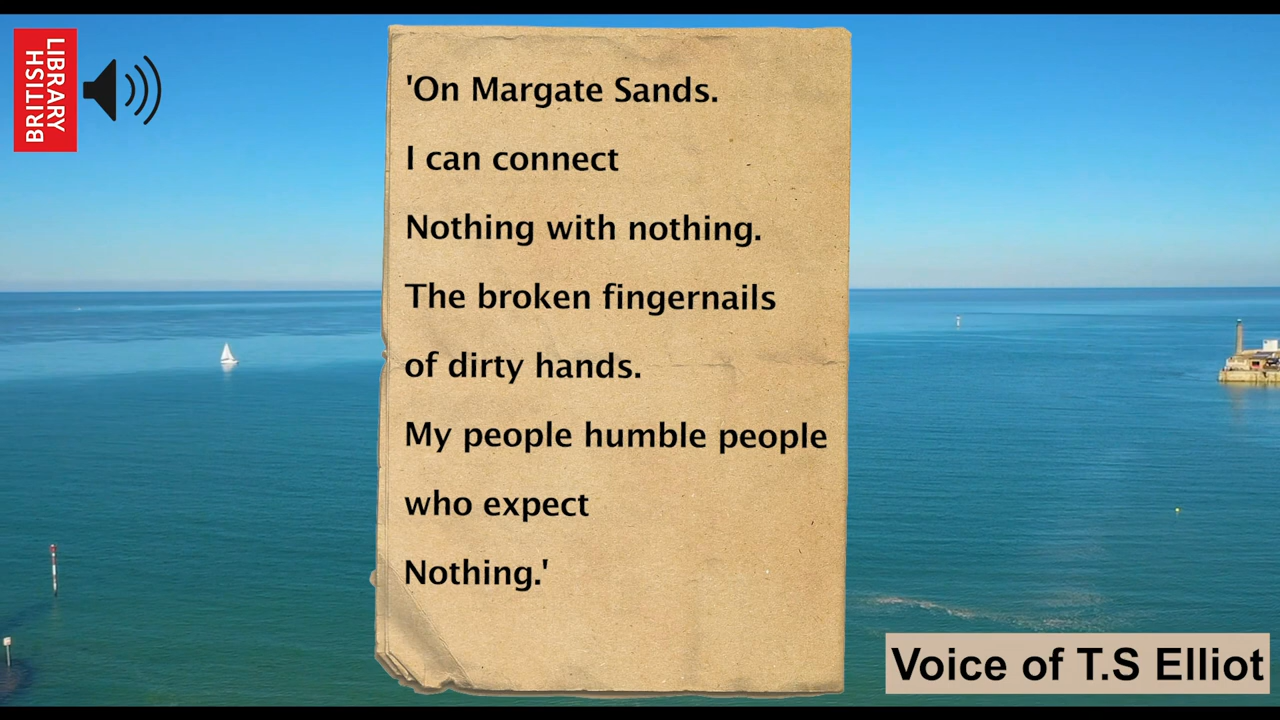 LIBRARY
BRITISH
'On Margate Sands.
I can connect
Nothing with nothing.
The broken fingernails
of dirty hands.
My people humble people
who expect
Nothing.'
Voice of T.S Elliot